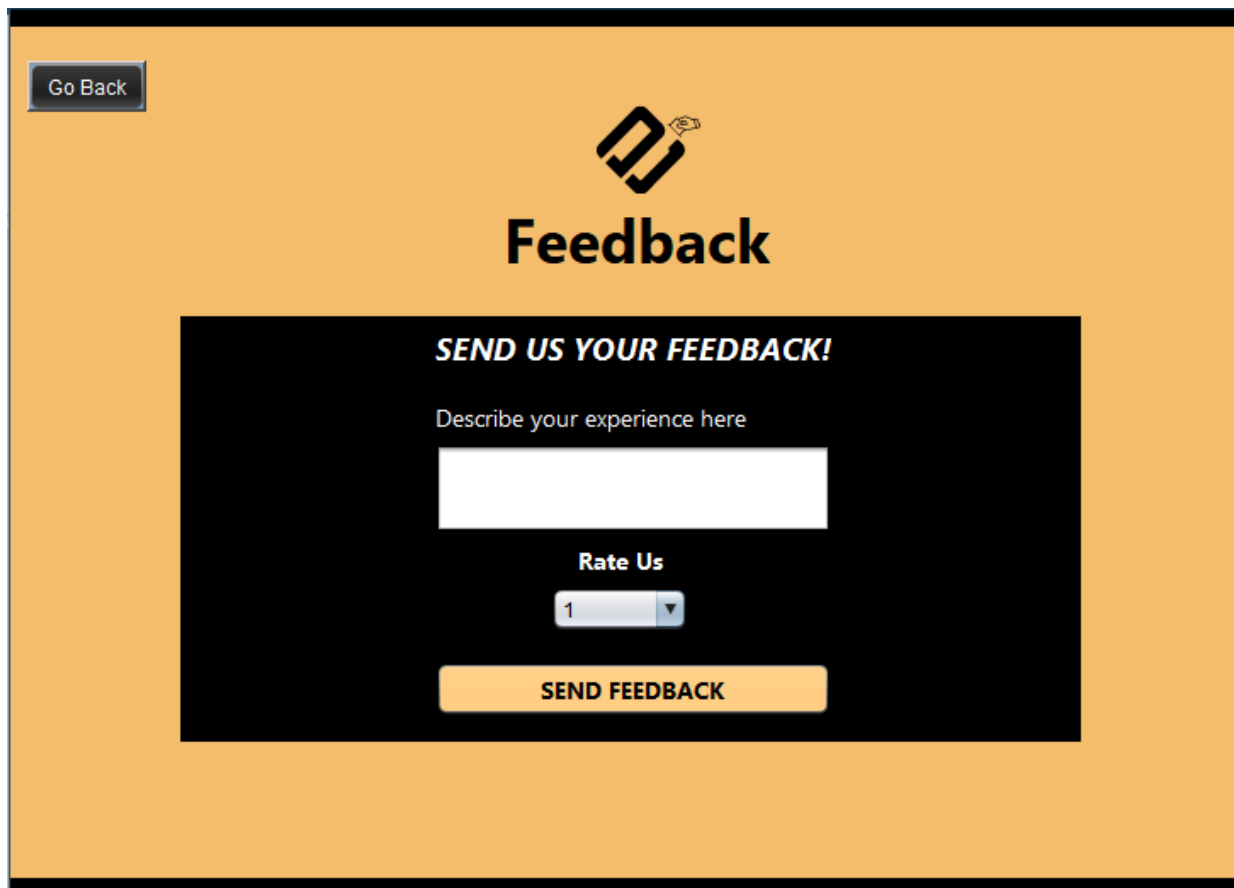 Go Back
Feedback
SEND US YOUR FEEDBACK!
Describe your experience here
Rate Us
1
SEND FEEDBACK